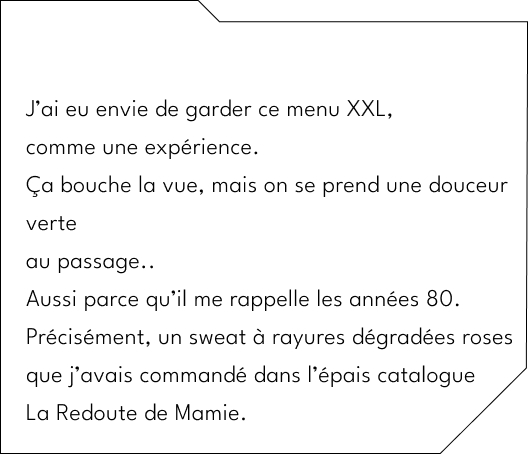 J’ai eu envie de garder ce menu XXL,
comme une expérience.
Ça bouche la vue, mais on se prend une douceur
verte
au passage..
Aussi parce qu’il me rappelle les années 80.
Précisément, un sweat à rayures dégradées roses
que j’avais commandé dans l’épais catalogue
La Redoute de Mamie.